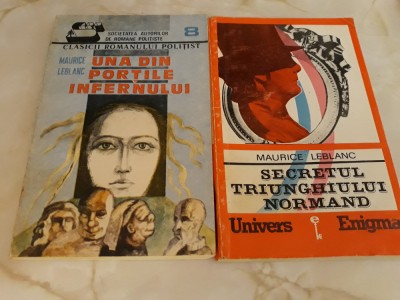 SOCIETATEA AUTORILOR
DE ROMANE POLIȚISTE
8
CLASICII ROMANULUI POLIȚIST
MAURICE
LEBLANC
UNA DIN
PORȚILE
INFERNULUI
MAURICE LEBLANC
SECRETUL
TRIUNGHIULUI
NORMAND
Univers Enigma